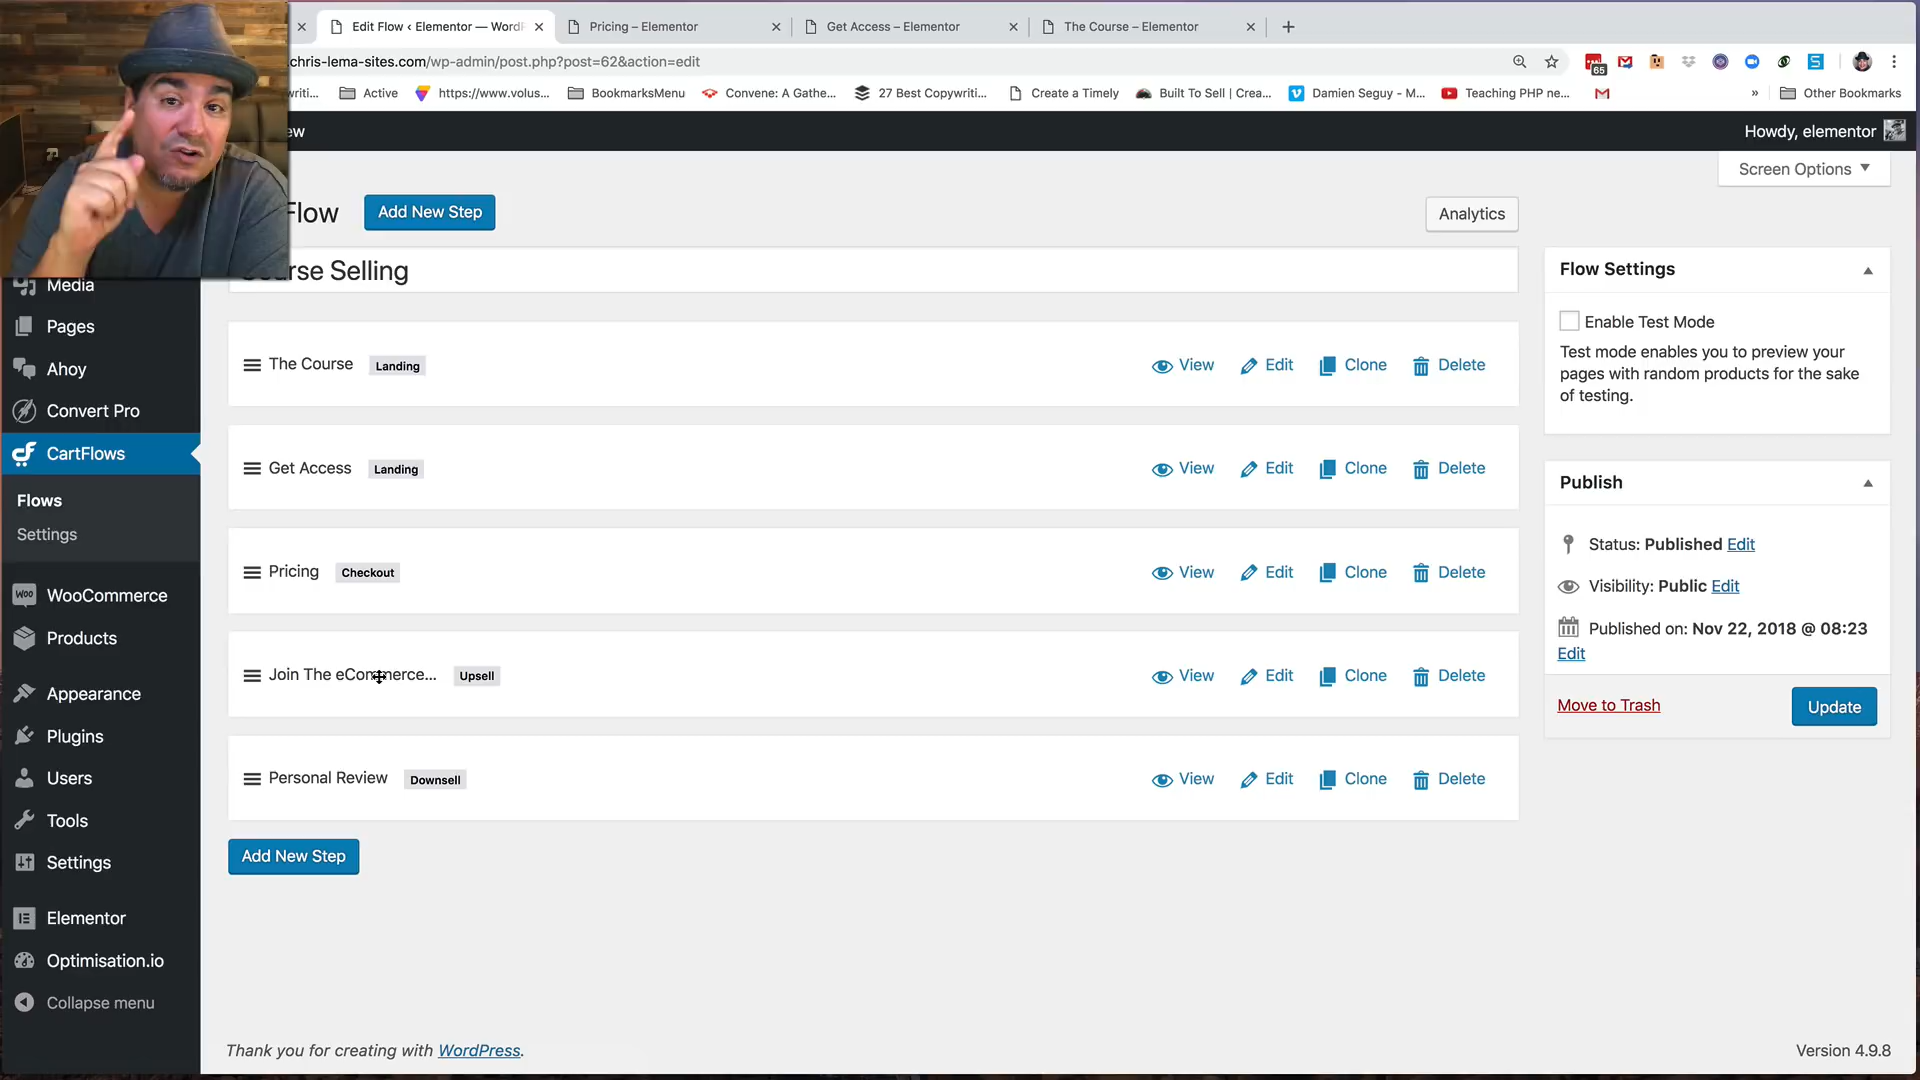 Edit Flow ‹ Elementor — WordP
Pricing – Elementor
Get Access – Elementor
The Course – Elementor
chris-lema-sites.com/wp-admin/post.php?post=62&action=edit
65
writi...
Active
https://www.volus...
BookmarksMenu
Convene: A Gathe...
27 Best Copywriti...
Create a Timely
Built To Sell | Crea...
Damien Seguy - M...
Teaching PHP ne...
»
Other Bookmarks
ew
Howdy, elementor
Screen Options
Flow
Add New Step
Analytics
urse Selling
Media
Pages
Ahoy
Convert Pro
CartFlows
Flows
Settings
WooCommerce
Products
Appearance
Plugins
Users
Tools
Settings
Elementor
Optimisation.io
Collapse menu
The Course Landing View Edit Clone Delete
Get Access Landing View Edit Clone Delete
Pricing Checkout View Edit Clone Delete
Join The eCommerce... Upsell View Edit Clone Delete
Personal Review Downsell View Edit Clone Delete
Add New Step
Flow Settings
Enable Test Mode
Test mode enables you to preview your
pages with random products for the sake
of testing.
Publish
Status: Published Edit
Visibility: Public Edit
Published on: Nov 22, 2018 @ 08:23
Edit
Move to Trash
Update
Thank you for creating with WordPress.
Version 4.9.8